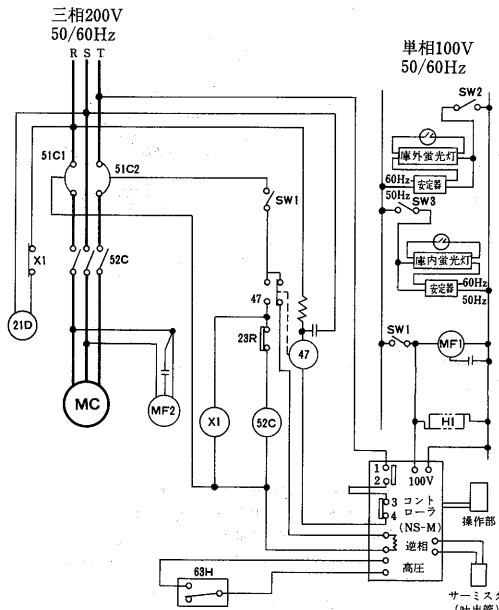 三相200V
50/60Hz
R S T
単相100V
50/60Hz
SW2
51C1
51C2
庫外蛍光灯
60Hz
50Hz
安定器
SW3
SW1
庫内蛍光灯
安定器
60Hz
50Hz
X1
52C
21D
47
23R
47
SW1
MF1
MC
MF2
X1
52C
H1
1
2
100V
3
4
コント
ローラ
(NS-M)
操作部
逆相
高圧
63H
サーミスタ
(吐出管)